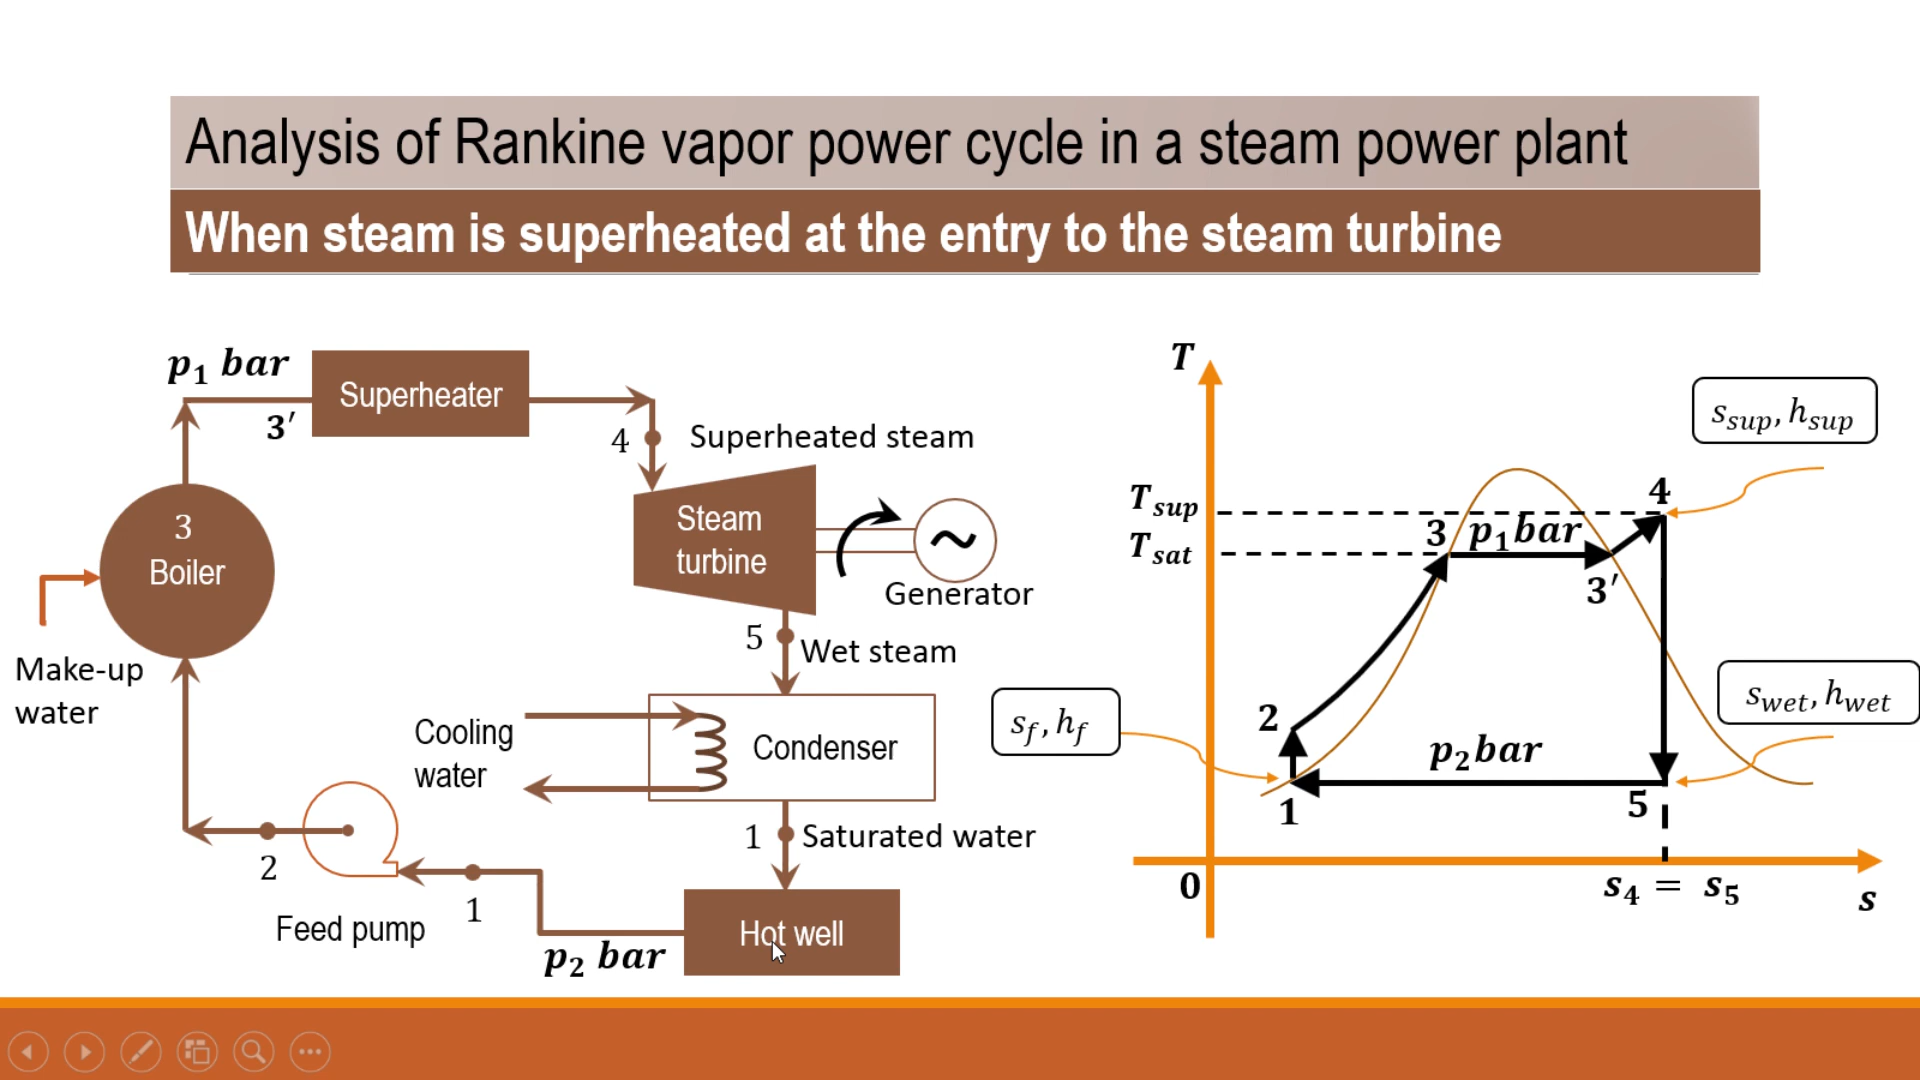 Analysis of Rankine vapor power cycle in a steam power plant
When steam is superheated at the entry to the steam turbine
p₁ bar
3′
Superheater
4
Superheated steam
3
Boiler
Steam
turbine
Generator
5
Wet steam
Make-up
water
Cooling
water
Condenser
1
Saturated water
2
Feed pump
1
p₂ bar
Hot well
T
s_sup, h_sup
T_sup
T_sat
3
p₁ bar
4
3′
s_f, h_f
2
p₂ bar
s_wet, h_wet
1
5
0
s₄ = s₅
s